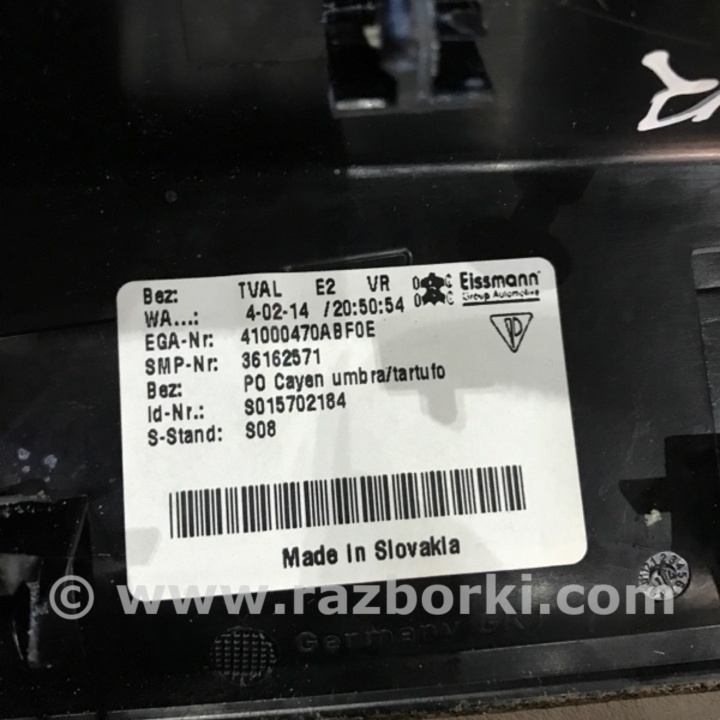 Bez: TVAL E2 VR Eissmann
Group Automotive
WA...: 4-02-14 /20:50:54
EGA-Nr: 41000470ABF0E
SMP-Nr: 36162571
Bez: PO Cayen umbra/tartufo
Id-Nr.: S015702184
S-Stand: S08
Made in Slovakia
© www.razborki.com
Germany